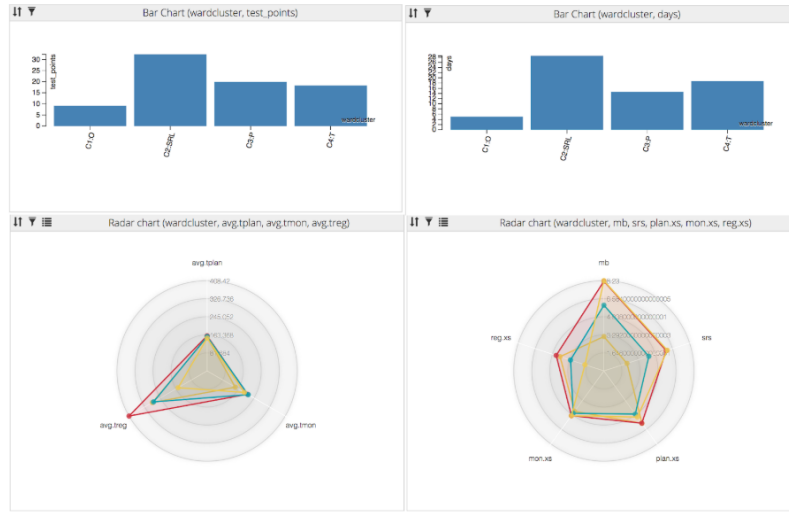 Bar Chart (wardcluster, test_points)
30
25
20
15
10
5
0
test_points
wardcluster
C1:O
C2:SRL
C3:P
C4:T
Bar Chart (wardcluster, days)
28
days
0
wardcluster
C1:O
C2:SRL
C3:P
C4:T
Radar chart (wardcluster, avg.tplan, avg.tmon, avg.treg)
avg.tplan
408.42
326.736
245.052
avg.treg
avg.tmon
Radar chart (wardcluster, mb, srs, plan.xs, mon.xs, reg.xs)
mb
reg.xs
srs
mon.xs
plan.xs